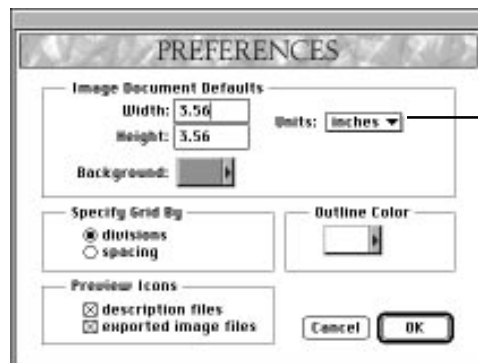 PREFERENCES
Image Document Defaults
Width: 3.56
Units: inches
Height: 3.56
Background:
Specify Grid By
Outline Color
divisions
spacing
Preview Icons
description files
exported image files
Cancel
OK